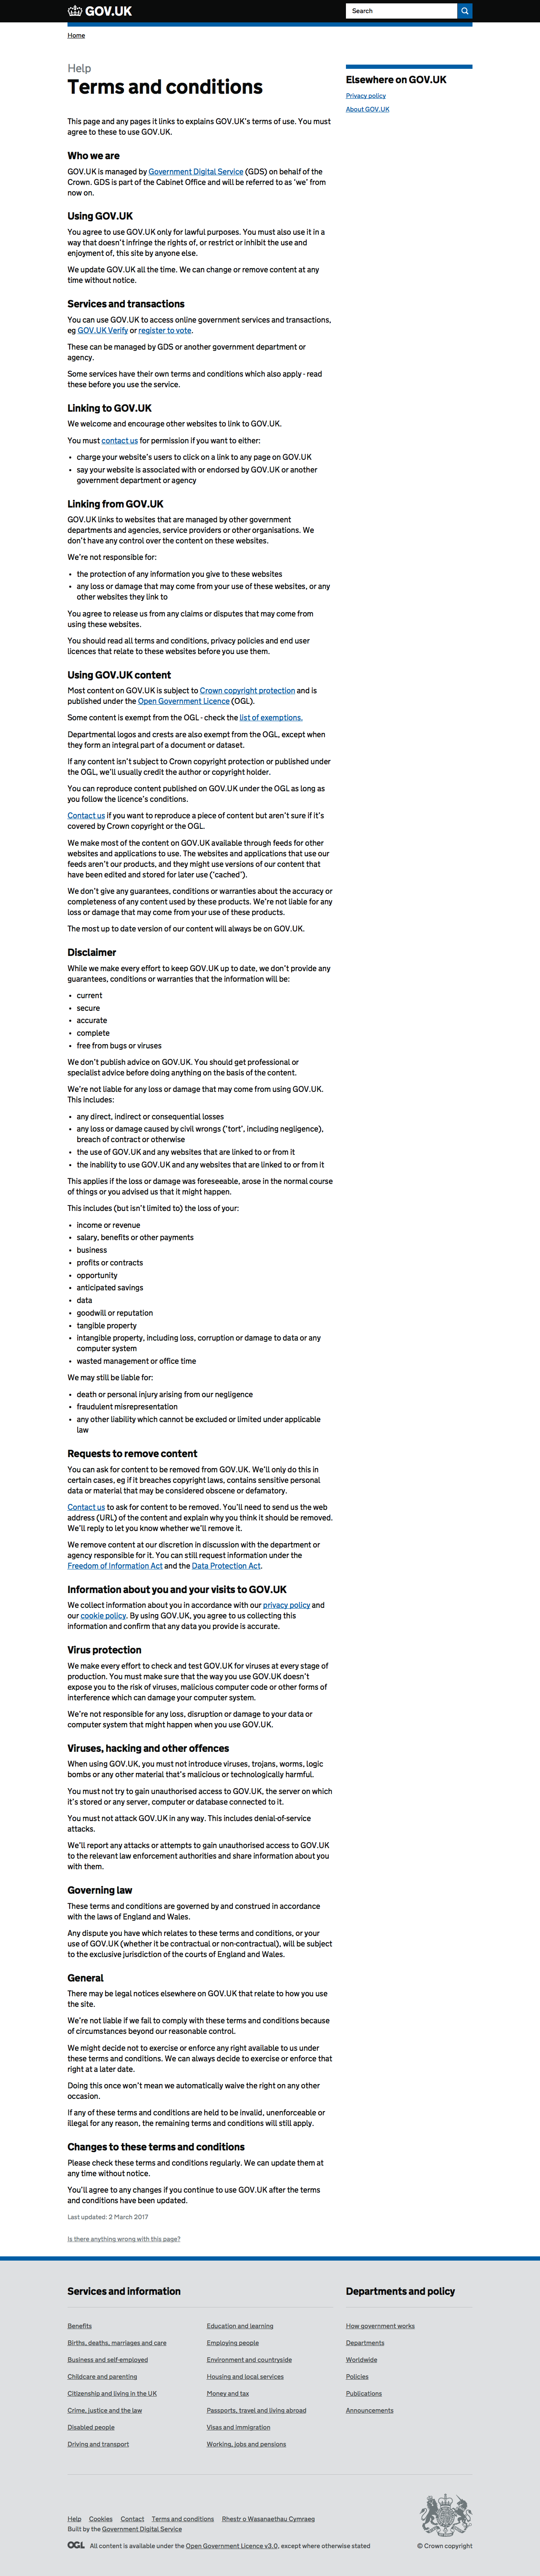 GOV.UK
Search
Home
Help
Terms and conditions
Elsewhere on GOV.UK
Privacy policy
About GOV.UK
This page and any pages it links to explains GOV.UK's terms of use. You must
agree to these to use GOV.UK.
Who we are
GOV.UK is managed by Government Digital Service (GDS) on behalf of the
Crown. GDS is part of the Cabinet Office and will be referred to as 'we' from
now on.
Using GOV.UK
You agree to use GOV.UK only for lawful purposes. You must also use it in a
way that doesn't infringe the rights of, or restrict or inhibit the use and
enjoyment of, this site by anyone else.
We update GOV.UK all the time. We can change or remove content at any
time without notice.
Services and transactions
You can use GOV.UK to access online government services and transactions,
eg GOV.UK Verify or register to vote.
These can be managed by GDS or another government department or
agency.
Some services have their own terms and conditions which also apply - read
these before you use the service.
Linking to GOV.UK
We welcome and encourage other websites to link to GOV.UK.
You must contact us for permission if you want to either:
• charge your website's users to click on a link to any page on GOV.UK
• say your website is associated with or endorsed by GOV.UK or another
government department or agency
Linking from GOV.UK
GOV.UK links to websites that are managed by other government
departments and agencies, service providers or other organisations. We
don't have any control over the content on these websites.
We're not responsible for:
• the protection of any information you give to these websites
• any loss or damage that may come from your use of these websites, or any
other websites they link to
You agree to release us from any claims or disputes that may come from
using these websites.
You should read all terms and conditions, privacy policies and end user
licences that relate to these websites before you use them.
Using GOV.UK content
Most content on GOV.UK is subject to Crown copyright protection and is
published under the Open Government Licence (OGL).
Some content is exempt from the OGL - check the list of exemptions.
Departmental logos and crests are also exempt from the OGL, except when
they form an integral part of a document or dataset.
If any content isn't subject to Crown copyright protection or published under
the OGL, we'll usually credit the author or copyright holder.
You can reproduce content published on GOV.UK under the OGL as long as
you follow the licence's conditions.
Contact us if you want to reproduce a piece of content but aren't sure if it's
covered by Crown copyright or the OGL.
We make most of the content on GOV.UK available through feeds for other
websites and applications to use. The websites and applications that use our
feeds aren't our products, and they might use versions of our content that
have been edited and stored for later use ('cached').
We don't give any guarantees, conditions or warranties about the accuracy or
completeness of any content used by these products. We're not liable for any
loss or damage that may come from your use of these products.
The most up to date version of our content will always be on GOV.UK.
Disclaimer
While we make every effort to keep GOV.UK up to date, we don't provide any
guarantees, conditions or warranties that the information will be:
• current
• secure
• accurate
• complete
• free from bugs or viruses
We don't publish advice on GOV.UK. You should get professional or
specialist advice before doing anything on the basis of the content.
We're not liable for any loss or damage that may come from using GOV.UK.
This includes:
• any direct, indirect or consequential losses
• any loss or damage caused by civil wrongs ('tort', including negligence),
breach of contract or otherwise
• the use of GOV.UK and any websites that are linked to or from it
• the inability to use GOV.UK and any websites that are linked to or from it
This applies if the loss or damage was foreseeable, arose in the normal course
of things or you advised us that it might happen.
This includes (but isn't limited to) the loss of your:
• income or revenue
• salary, benefits or other payments
• business
• profits or contracts
• opportunity
• anticipated savings
• data
• goodwill or reputation
• tangible property
• intangible property, including loss, corruption or damage to data or any
computer system
• wasted management or office time
We may still be liable for:
• death or personal injury arising from our negligence
• fraudulent misrepresentation
• any other liability which cannot be excluded or limited under applicable
law
Requests to remove content
You can ask for content to be removed from GOV.UK. We'll only do this in
certain cases, eg if it breaches copyright laws, contains sensitive personal
data or material that may be considered obscene or defamatory.
Contact us to ask for content to be removed. You'll need to send us the web
address (URL) of the content and explain why you think it should be removed.
We'll reply to let you know whether we'll remove it.
We remove content at our discretion in discussion with the department or
agency responsible for it. You can still request information under the
Freedom of Information Act and the Data Protection Act.
Information about you and your visits to GOV.UK
We collect information about you in accordance with our privacy policy and
our cookie policy. By using GOV.UK, you agree to us collecting this
information and confirm that any data you provide is accurate.
Virus protection
We make every effort to check and test GOV.UK for viruses at every stage of
production. You must make sure that the way you use GOV.UK doesn't
expose you to the risk of viruses, malicious computer code or other forms of
interference which can damage your computer system.
We're not responsible for any loss, disruption or damage to your data or
computer system that might happen when you use GOV.UK.
Viruses, hacking and other offences
When using GOV.UK, you must not introduce viruses, trojans, worms, logic
bombs or any other material that's malicious or technologically harmful.
You must not try to gain unauthorised access to GOV.UK, the server on which
it's stored or any server, computer or database connected to it.
You must not attack GOV.UK in any way. This includes denial-of-service
attacks.
We'll report any attacks or attempts to gain unauthorised access to GOV.UK
to the relevant law enforcement authorities and share information about you
with them.
Governing law
These terms and conditions are governed by and construed in accordance
with the laws of England and Wales.
Any dispute you have which relates to these terms and conditions, or your
use of GOV.UK (whether it be contractual or non-contractual), will be subject
to the exclusive jurisdiction of the courts of England and Wales.
General
There may be legal notices elsewhere on GOV.UK that relate to how you use
the site.
We're not liable if we fail to comply with these terms and conditions because
of circumstances beyond our reasonable control.
We might decide not to exercise or enforce any right available to us under
these terms and conditions. We can always decide to exercise or enforce that
right at a later date.
Doing this once won't mean we automatically waive the right on any other
occasion.
If any of these terms and conditions are held to be invalid, unenforceable or
illegal for any reason, the remaining terms and conditions will still apply.
Changes to these terms and conditions
Please check these terms and conditions regularly. We can update them at
any time without notice.
You'll agree to any changes if you continue to use GOV.UK after the terms
and conditions have been updated.
Last updated: 2 March 2017
Is there anything wrong with this page?
Services and information
Benefits
Births, deaths, marriages and care
Business and self-employed
Childcare and parenting
Citizenship and living in the UK
Crime, justice and the law
Disabled people
Driving and transport
Education and learning
Employing people
Environment and countryside
Housing and local services
Money and tax
Passports, travel and living abroad
Visas and immigration
Working, jobs and pensions
Departments and policy
How government works
Departments
Worldwide
Policies
Publications
Announcements
Help Cookies Contact Terms and conditions Rhestr o Wasanaethau Cymraeg
Built by the Government Digital Service
OGL All content is available under the Open Government Licence v3.0, except where otherwise stated
© Crown copyright